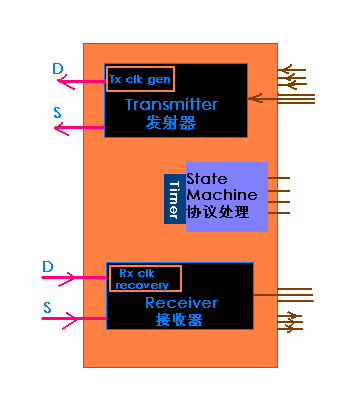 D
Tx clk gen
Transmitter
发射器
S
Timer
State
Machine
协议处理
D
Rx clk
recovery
Receiver
接收器
S